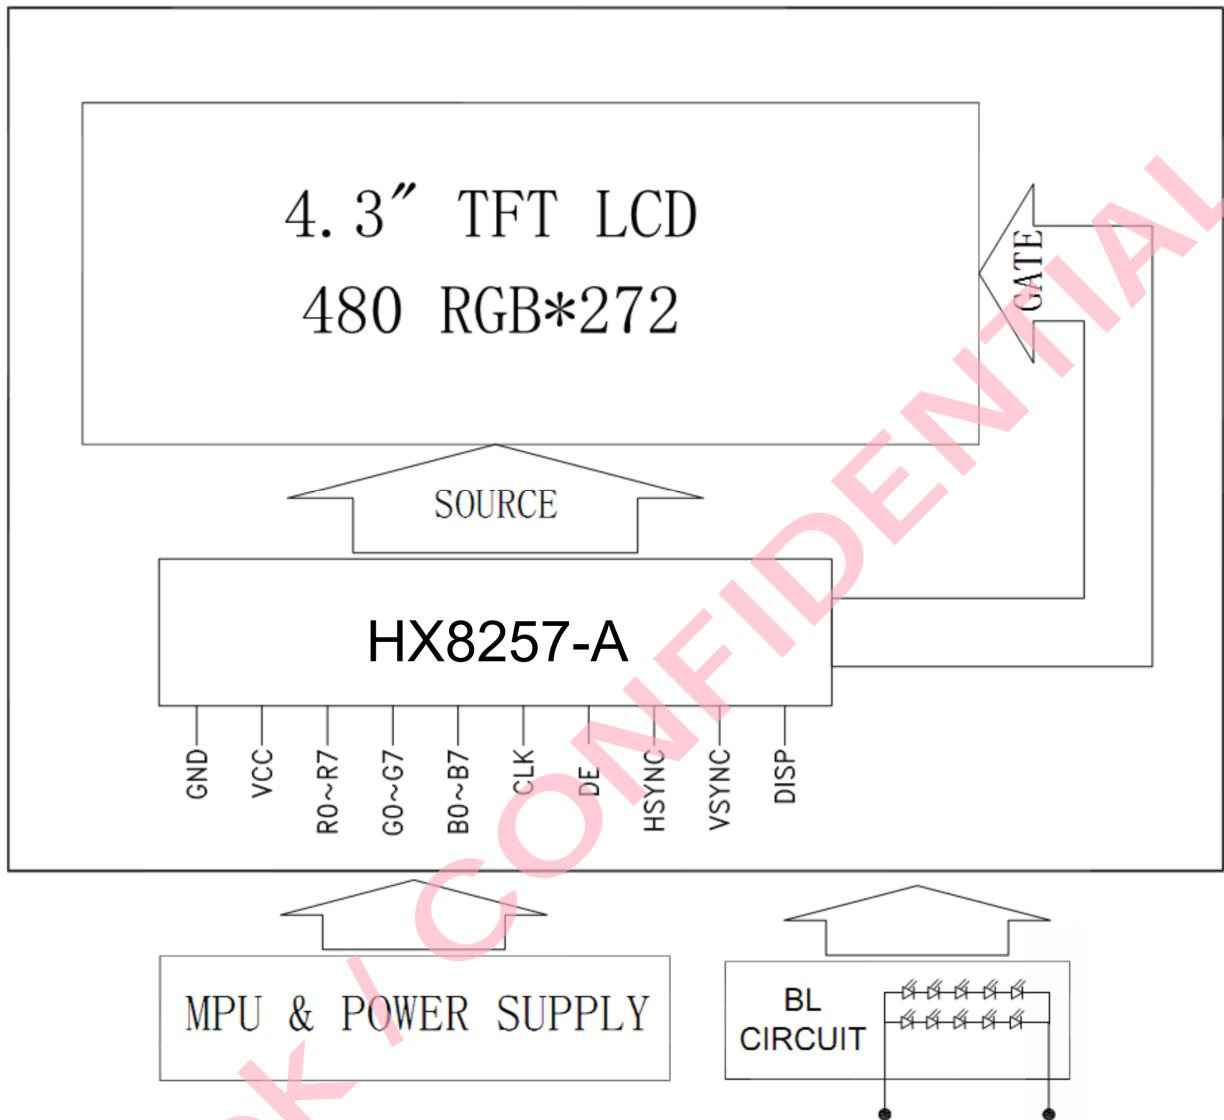 4.3″ TFT LCD
480 RGB*272
GATE
SOURCE
HX8257-A
GND
VCC
R0~R7
G0~G7
B0~B7
CLK
DE
HSYNC
VSYNC
DISP
MPU & POWER SUPPLY
BL
CIRCUIT
/ CONFIDENTIAL